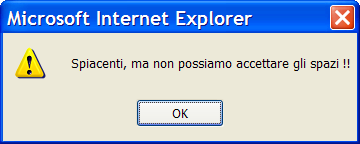 Microsoft Internet Explorer
Spiacenti, ma non possiamo accettare gli spazi !!
OK